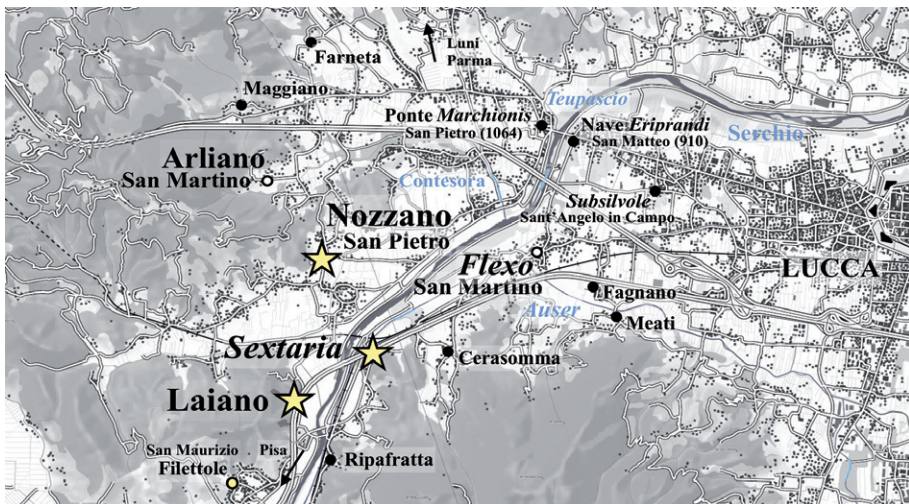 Farneta
Luni
Parma
Maggiano
Teupascio
Ponte Marchionis
San Pietro (1064)
Nave Eriprandi
San Matteo (910)
Serchio
Arliano
San Martino
Contesora
Subsilvole
Sant'Angelo in Campo
Nozzano
San Pietro
Flexo
San Martino
LUCCA
Fagnano
Auser
Meati
Sextaria
Cerasomma
Laiano
San Maurizio
Pisa
Filettole
Ripafratta